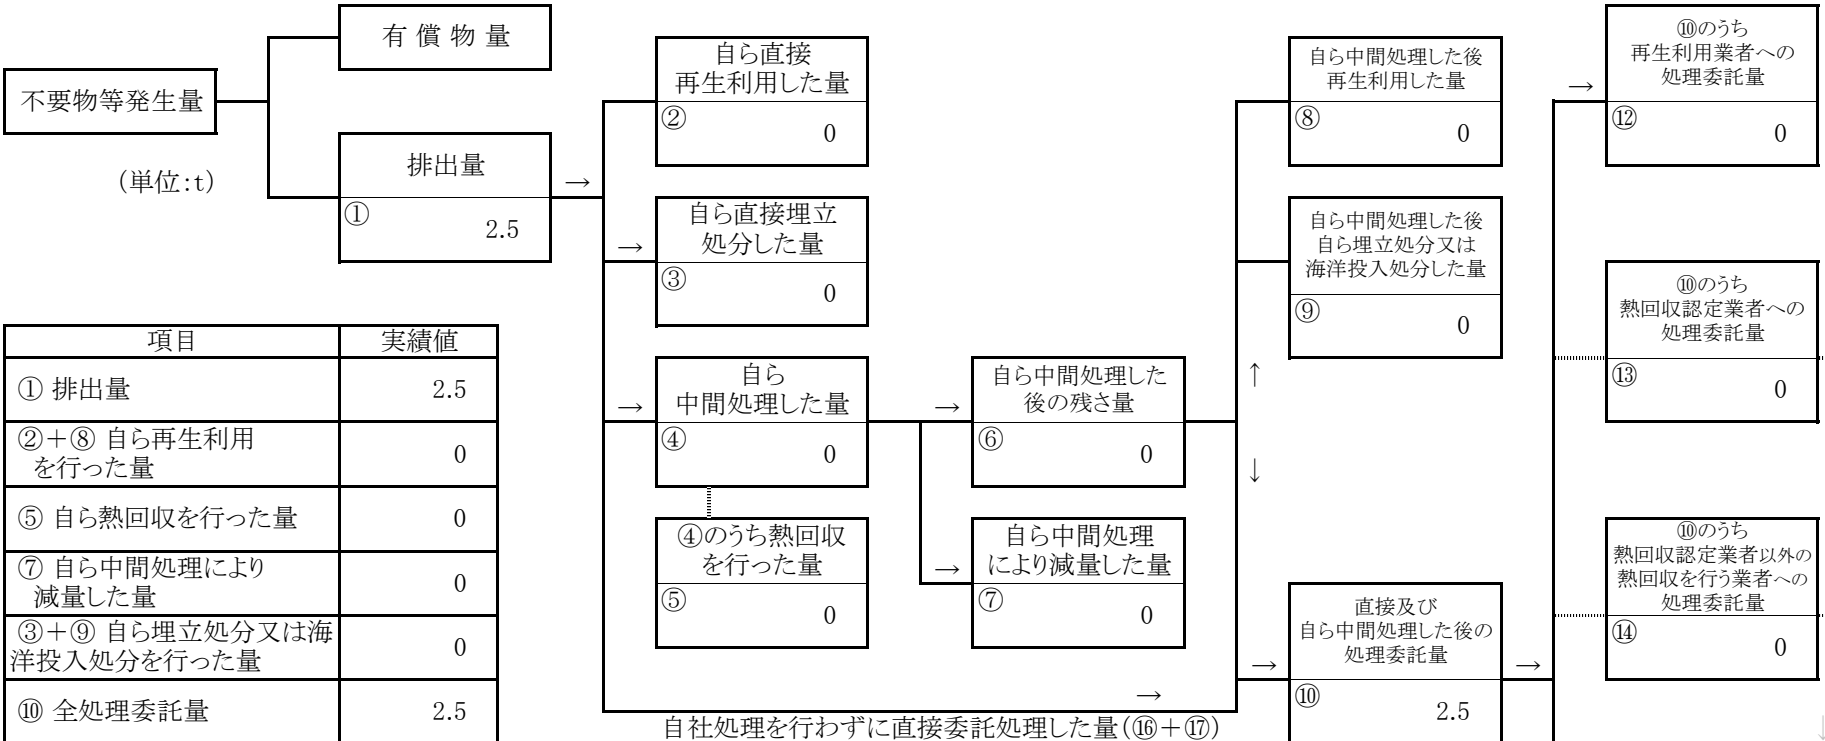 有 償 物 量
不要物等発生量
(単位:t)
排出量
→
①
2.5
自ら直接
再生利用した量
②
0
自ら直接埋立
処分した量
→
③
0
自ら
中間処理した量
→
④
0
④のうち熱回収
を行った量
⑤
0
自ら中間処理した
後の残さ量
→
⑥
0
自ら中間処理
により減量した量
→
⑦
0
自ら中間処理した後
再生利用した量
⑧
0
自ら中間処理した後
自ら埋立処分又は
海洋投入処分した量
⑨
0
↑
↓
直接及び
自ら中間処理した後の
処理委託量
→
⑩
2.5
→
→
自社処理を行わずに直接委託処理した量(⑯+⑰)
⑩のうち
再生利用業者への
処理委託量
→
⑫
0
⑩のうち
熱回収認定業者への
処理委託量
⑬
0
⑩のうち
熱回収認定業者以外の
熱回収を行う業者への
処理委託量
⑭
0
↓
項目 実績値
① 排出量 2.5
②+⑧ 自ら再生利用
を行った量 0
⑤ 自ら熱回収を行った量 0
⑦ 自ら中間処理により
減量した量 0
③+⑨ 自ら埋立処分又は海
洋投入処分を行った量 0
⑩ 全処理委託量 2.5